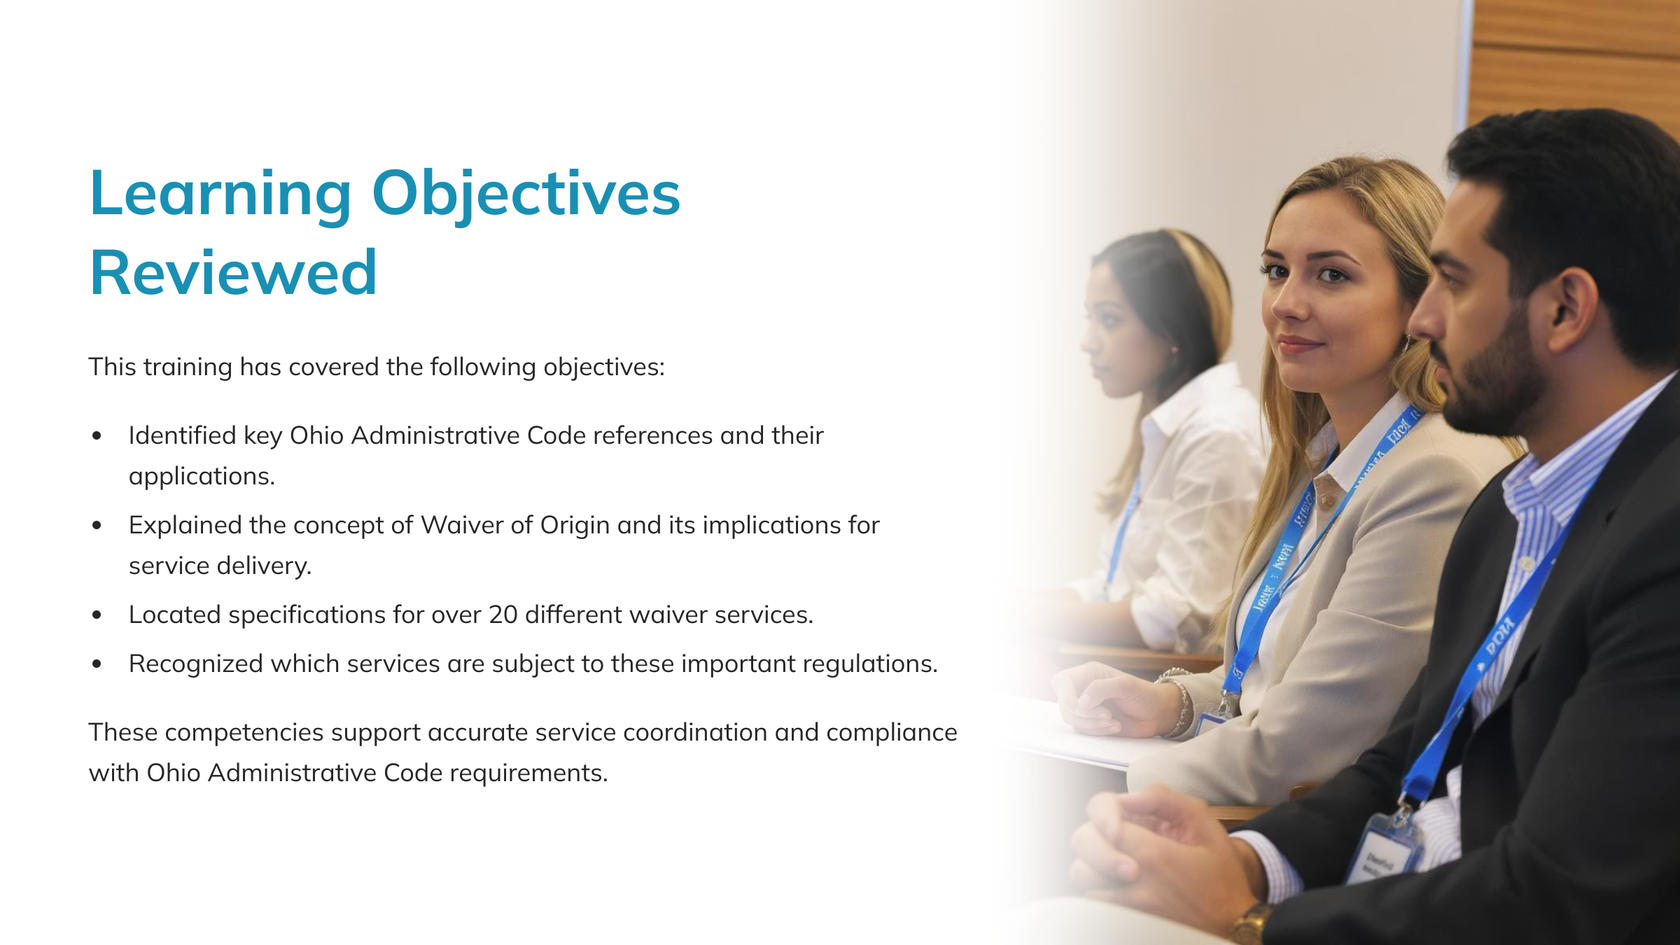 Learning Objectives
Reviewed
This training has covered the following objectives:
• Identified key Ohio Administrative Code references and their
applications.
• Explained the concept of Waiver of Origin and its implications for
service delivery.
• Located specifications for over 20 different waiver services.
• Recognized which services are subject to these important regulations.
These competencies support accurate service coordination and compliance
with Ohio Administrative Code requirements.